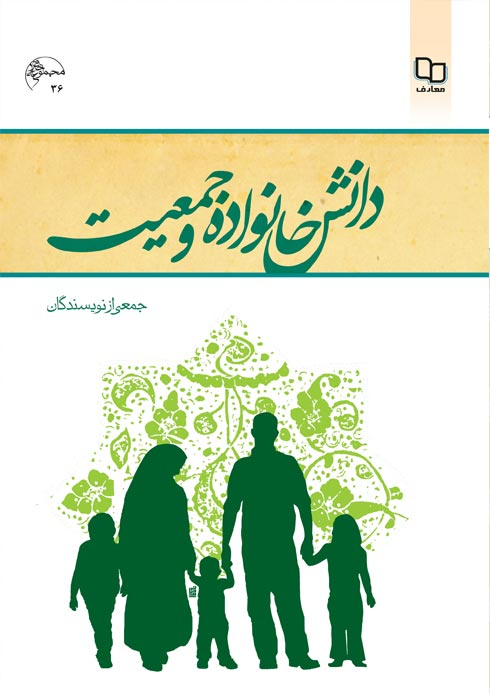 معارف
۳۶
دانش خانواده و جمعیت
جمعی از نویسندگان